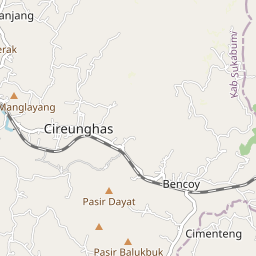 anjang
erak
Kab Sukabumi
Manglayang
Cireunghas
Bencoy
Pasir Dayat
Cimenteng
Pasir Balukbuk